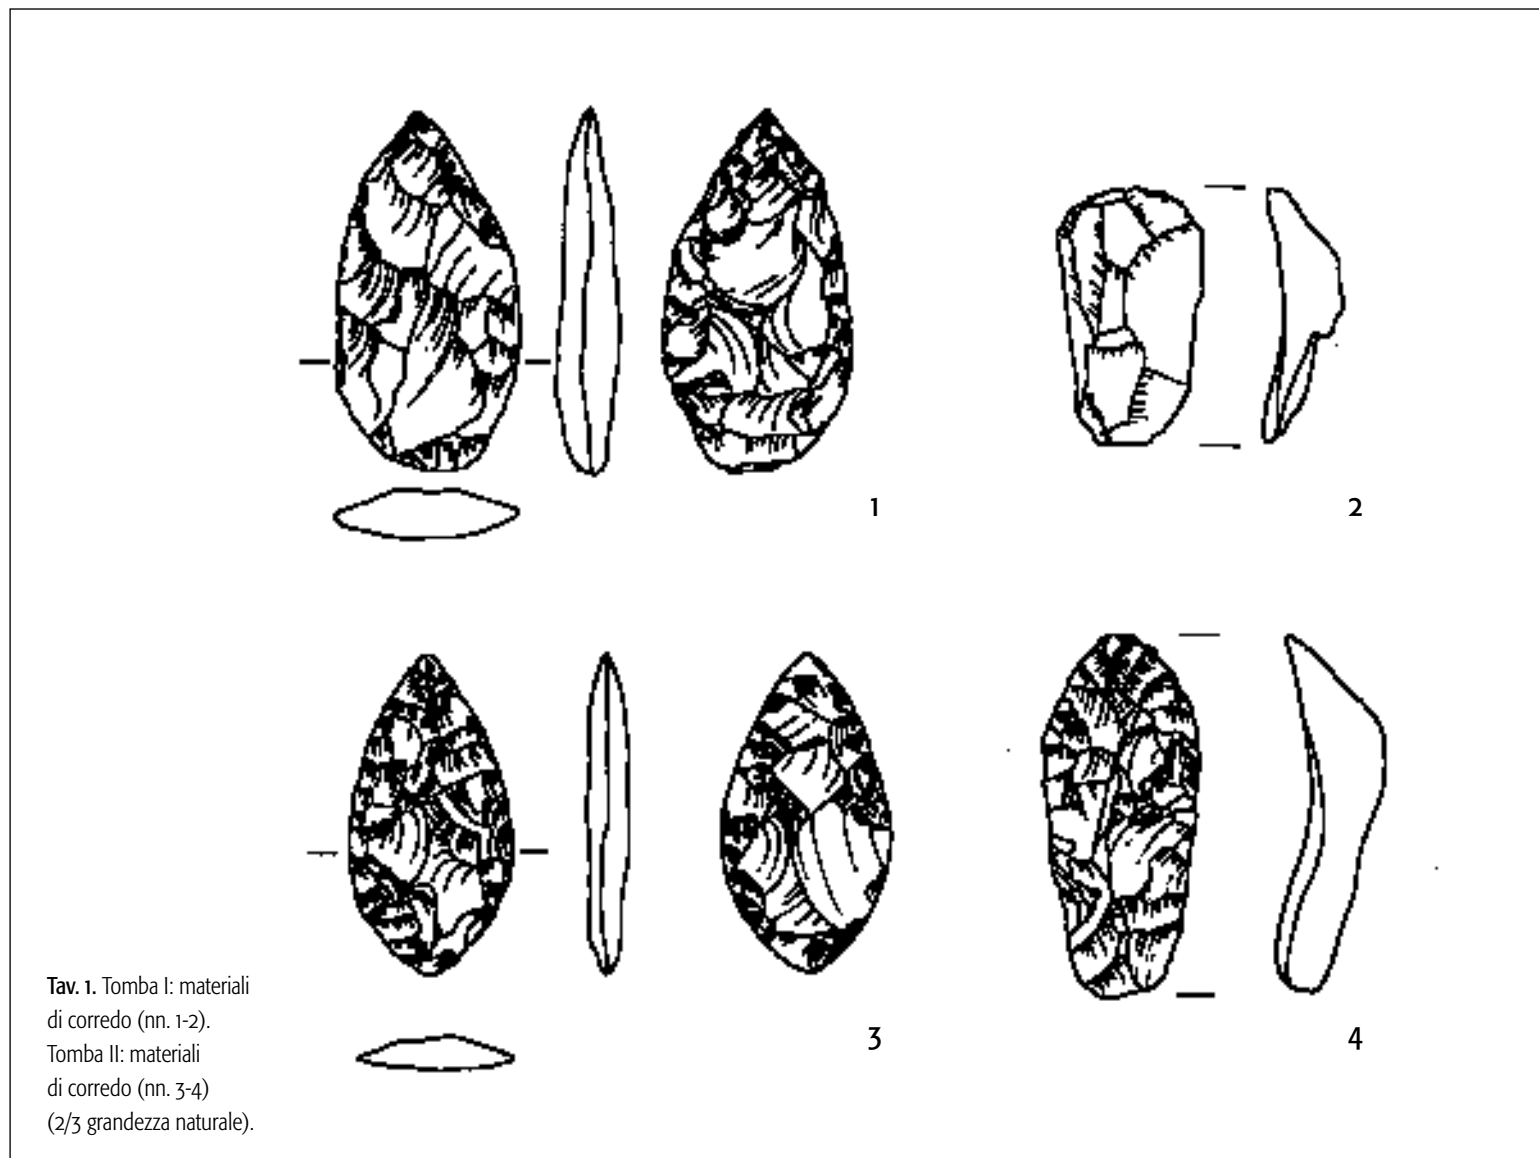 1
2
3
4
Tav. 1. Tomba I: materiali
di corredo (nn. 1-2).
Tomba II: materiali
di corredo (nn. 3-4)
(2/3 grandezza naturale).